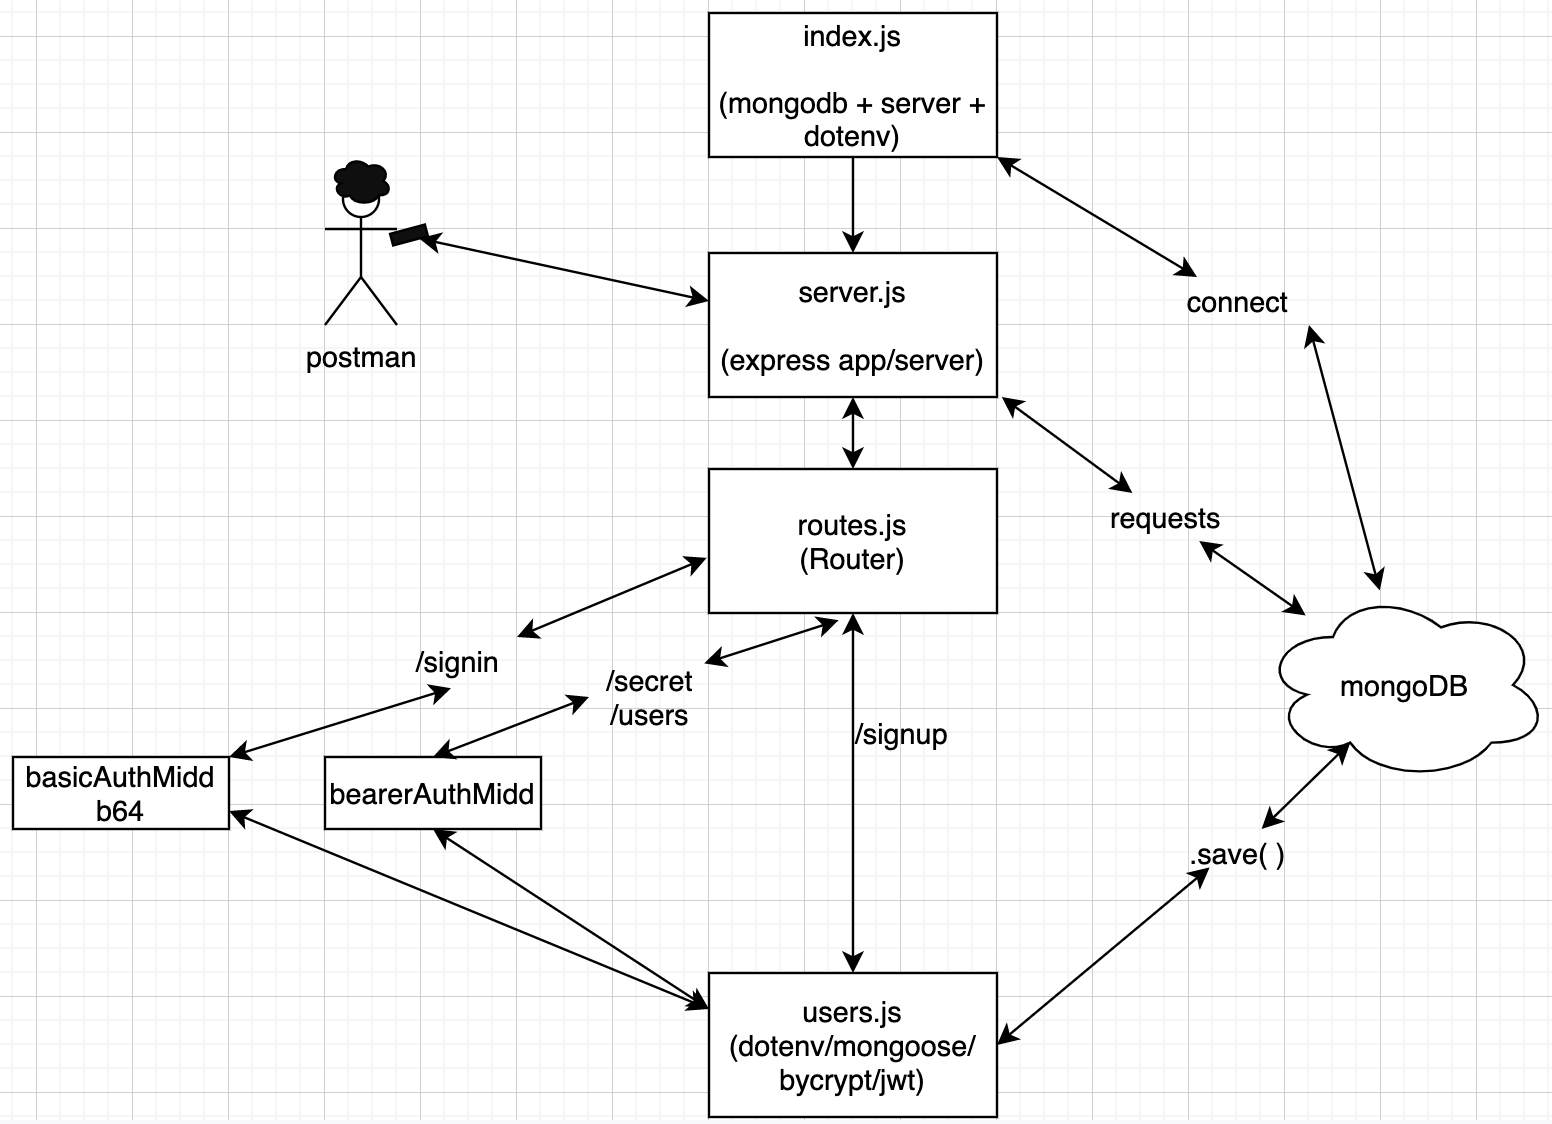 index.js
(mongodb + server +
dotenv)
postman
server.js
(express app/server)
connect
requests
routes.js
(Router)
/signin
/secret
/users
/signup
mongoDB
basicAuthMidd
b64
bearerAuthMidd
.save( )
users.js
(dotenv/mongoose/
bycrypt/jwt)